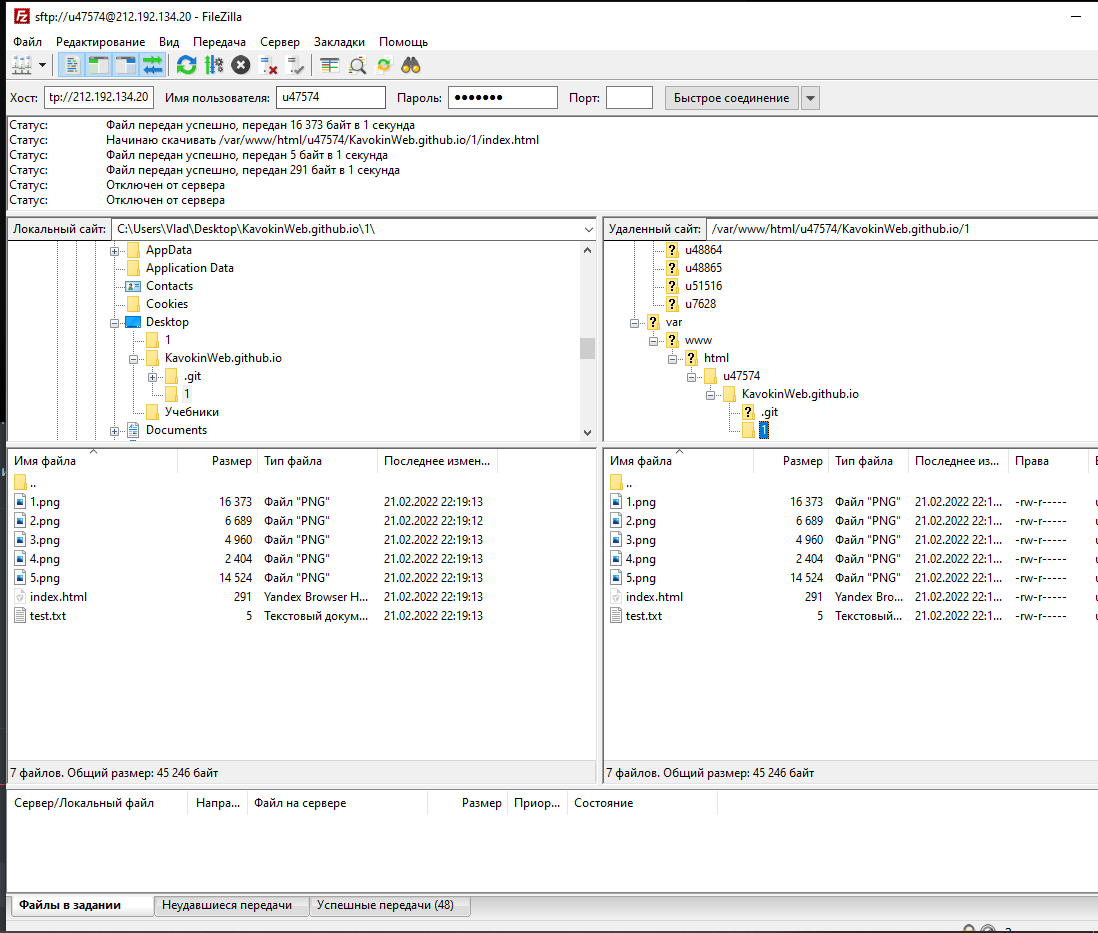 sftp://u47574@212.192.134.20 - FileZilla
Файл Редактирование Вид Передача Сервер Закладки Помощь
Хост: tp://212.192.134.20 Имя пользователя: u47574 Пароль: ●●●●●●● Порт: Быстрое соединение
Статус: Файл передан успешно, передан 16 373 байт в 1 секунда
Статус: Начинаю скачивать /var/www/html/u47574/KavokinWeb.github.io/1/index.html
Статус: Файл передан успешно, передан 5 байт в 1 секунда
Статус: Файл передан успешно, передан 291 байт в 1 секунда
Статус: Отключен от сервера
Статус: Отключен от сервера
Локальный сайт: C:\Users\Vlad\Desktop\KavokinWeb.github.io\1\
AppData
Application Data
Contacts
Cookies
Desktop
1
KavokinWeb.github.io
.git
1
Учебники
Documents
Удаленный сайт: /var/www/html/u47574/KavokinWeb.github.io/1
? u48864
? u48865
? u51516
? u7628
? var
? www
? html
u47574
KavokinWeb.github.io
? .git
1
Имя файла Размер Тип файла Последнее измен...
..
1.png 16 373 Файл "PNG" 21.02.2022 22:19:13
2.png 6 689 Файл "PNG" 21.02.2022 22:19:12
3.png 4 960 Файл "PNG" 21.02.2022 22:19:13
4.png 2 404 Файл "PNG" 21.02.2022 22:19:13
5.png 14 524 Файл "PNG" 21.02.2022 22:19:13
index.html 291 Yandex Browser H... 21.02.2022 22:19:13
test.txt 5 Текстовый докум... 21.02.2022 22:19:13
7 файлов. Общий размер: 45 246 байт
Имя файла Размер Тип файла Последнее из... Права
..
1.png 16 373 Файл "PNG" 21.02.2022 22:1... -rw-r-----
2.png 6 689 Файл "PNG" 21.02.2022 22:1... -rw-r-----
3.png 4 960 Файл "PNG" 21.02.2022 22:1... -rw-r-----
4.png 2 404 Файл "PNG" 21.02.2022 22:1... -rw-r-----
5.png 14 524 Файл "PNG" 21.02.2022 22:1... -rw-r-----
index.html 291 Yandex Bro... 21.02.2022 22:1... -rw-r-----
test.txt 5 Текстовый... 21.02.2022 22:1... -rw-r-----
7 файлов. Общий размер: 45 246 байт
Сервер/Локальный файл Напра... Файл на сервере Размер Приор... Состояние
Файлы в задании Неудавшиеся передачи Успешные передачи (48)